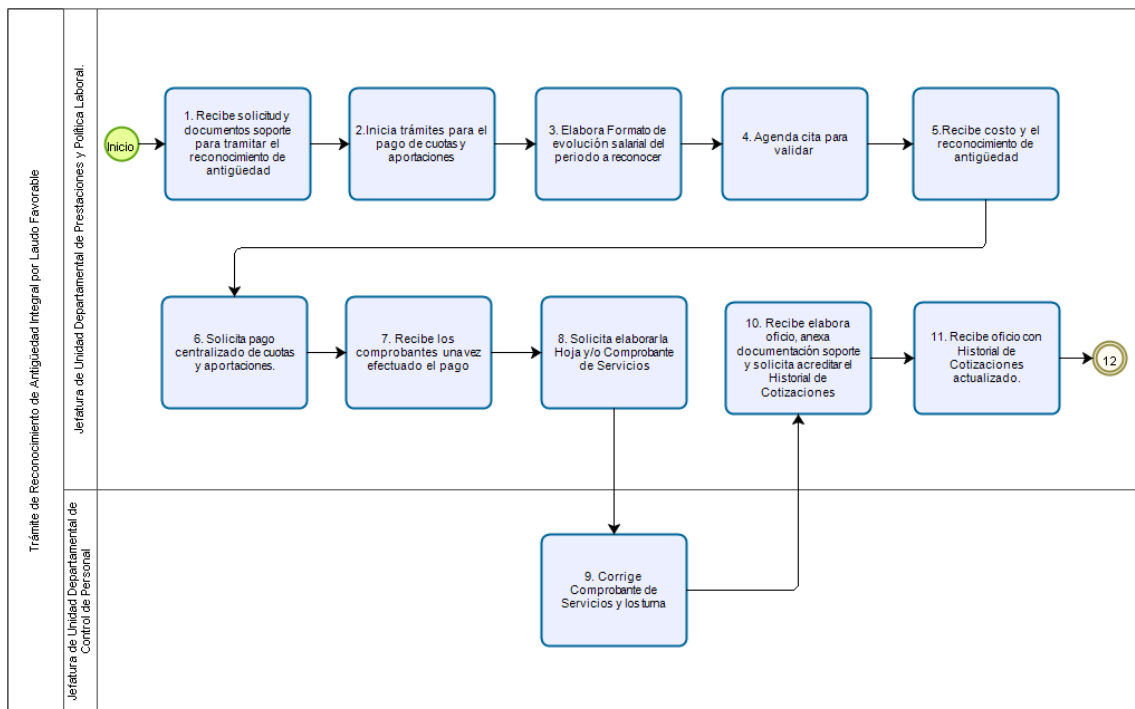 Trámite de Reconocimiento de Antigüedad Integral por Laudo Favorable
Jefatura de Unidad Departamental de Prestaciones y Política Laboral.
Inicio
1. Recibe solicitud y
documentos soporte
para tramitar el
reconocimiento de
antigüedad
2.Inicia trámites para el
pago de cuotas y
aportaciones
3. Elabora Formato de
evolución salarial del
periodo a reconocer
4. Agenda cita para
validar
5.Recibe costo y el
reconocimiento de
antigüedad
6. Solicita pago
centralizado de cuotas
y aportaciones.
7. Recibe los
comprobantes una vez
efectuado el pago
8. Solicita elaborar la
Hoja y/o Comprobante
de Servicios
10. Recibe elabora
oficio, anexa
documentación soporte
y solicita acreditar el
Historial de
Cotizaciones
11. Recibe oficio con
Historial de
Cotizaciones
actualizado.
12
Jefatura de Unidad Departamental de
Control de Personal
9. Corrige
Comprobante de
Servicios y los turna